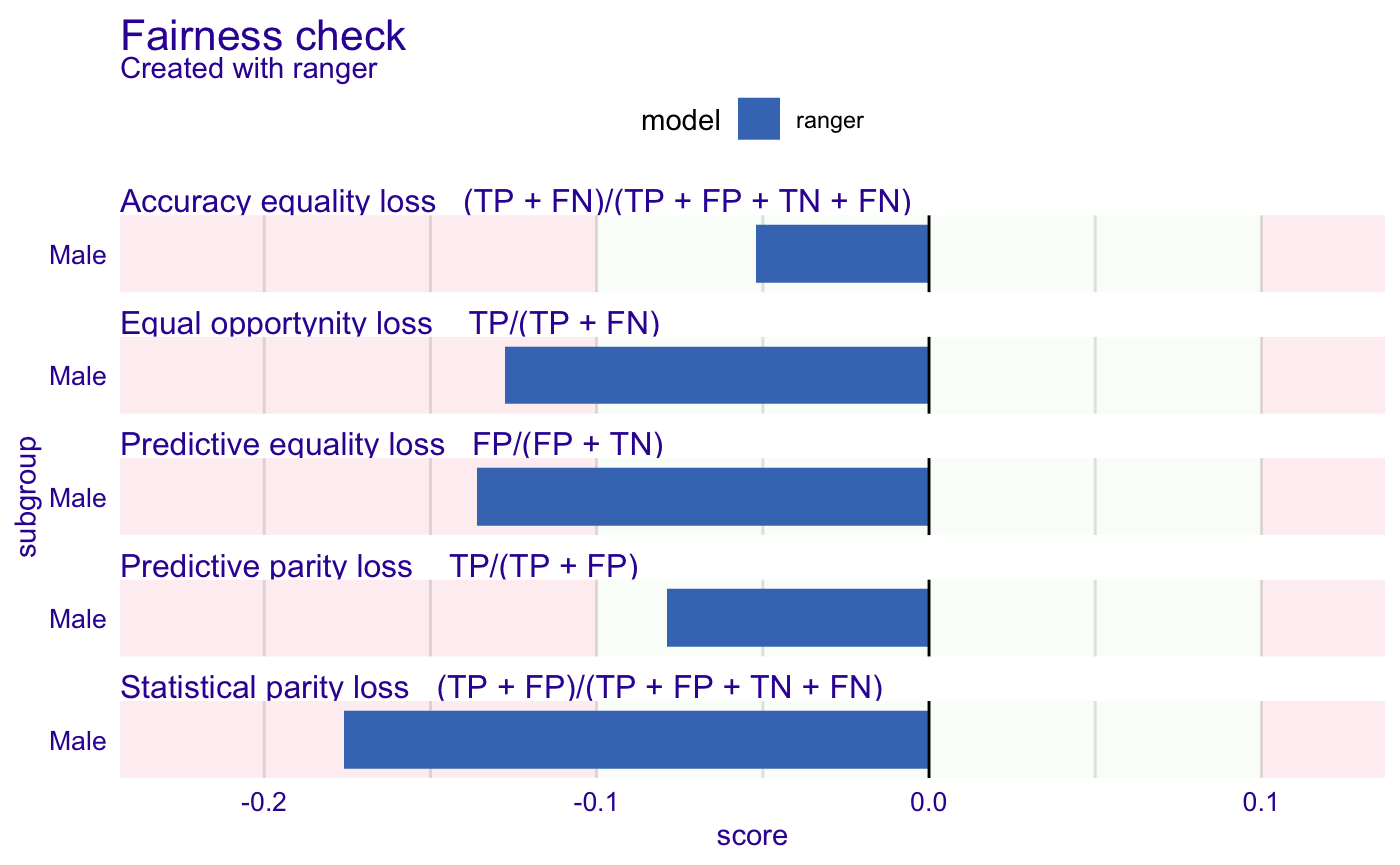 Fairness check
Created with ranger
model ranger
Accuracy equality loss (TP + FN)/(TP + FP + TN + FN)
Male
Equal opportynity loss TP/(TP + FN)
Male
Predictive equality loss FP/(FP + TN)
Male
Predictive parity loss TP/(TP + FP)
Male
Statistical parity loss (TP + FP)/(TP + FP + TN + FN)
Male
subgroup
-0.2 -0.1 0.0 0.1
score